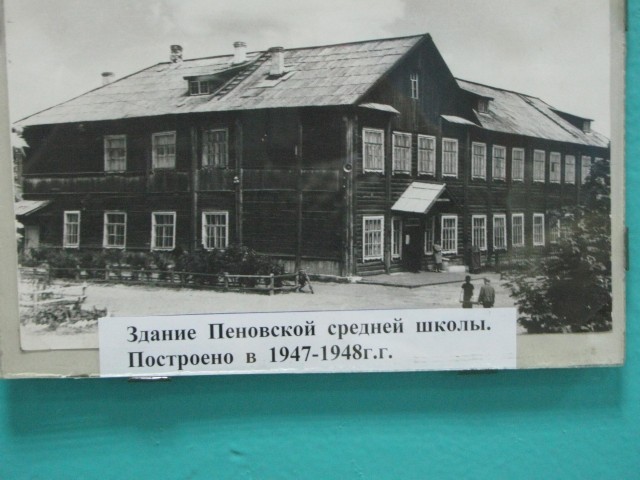 Здание Пеновской средней школы.
Построено в 1947-1948г.г.